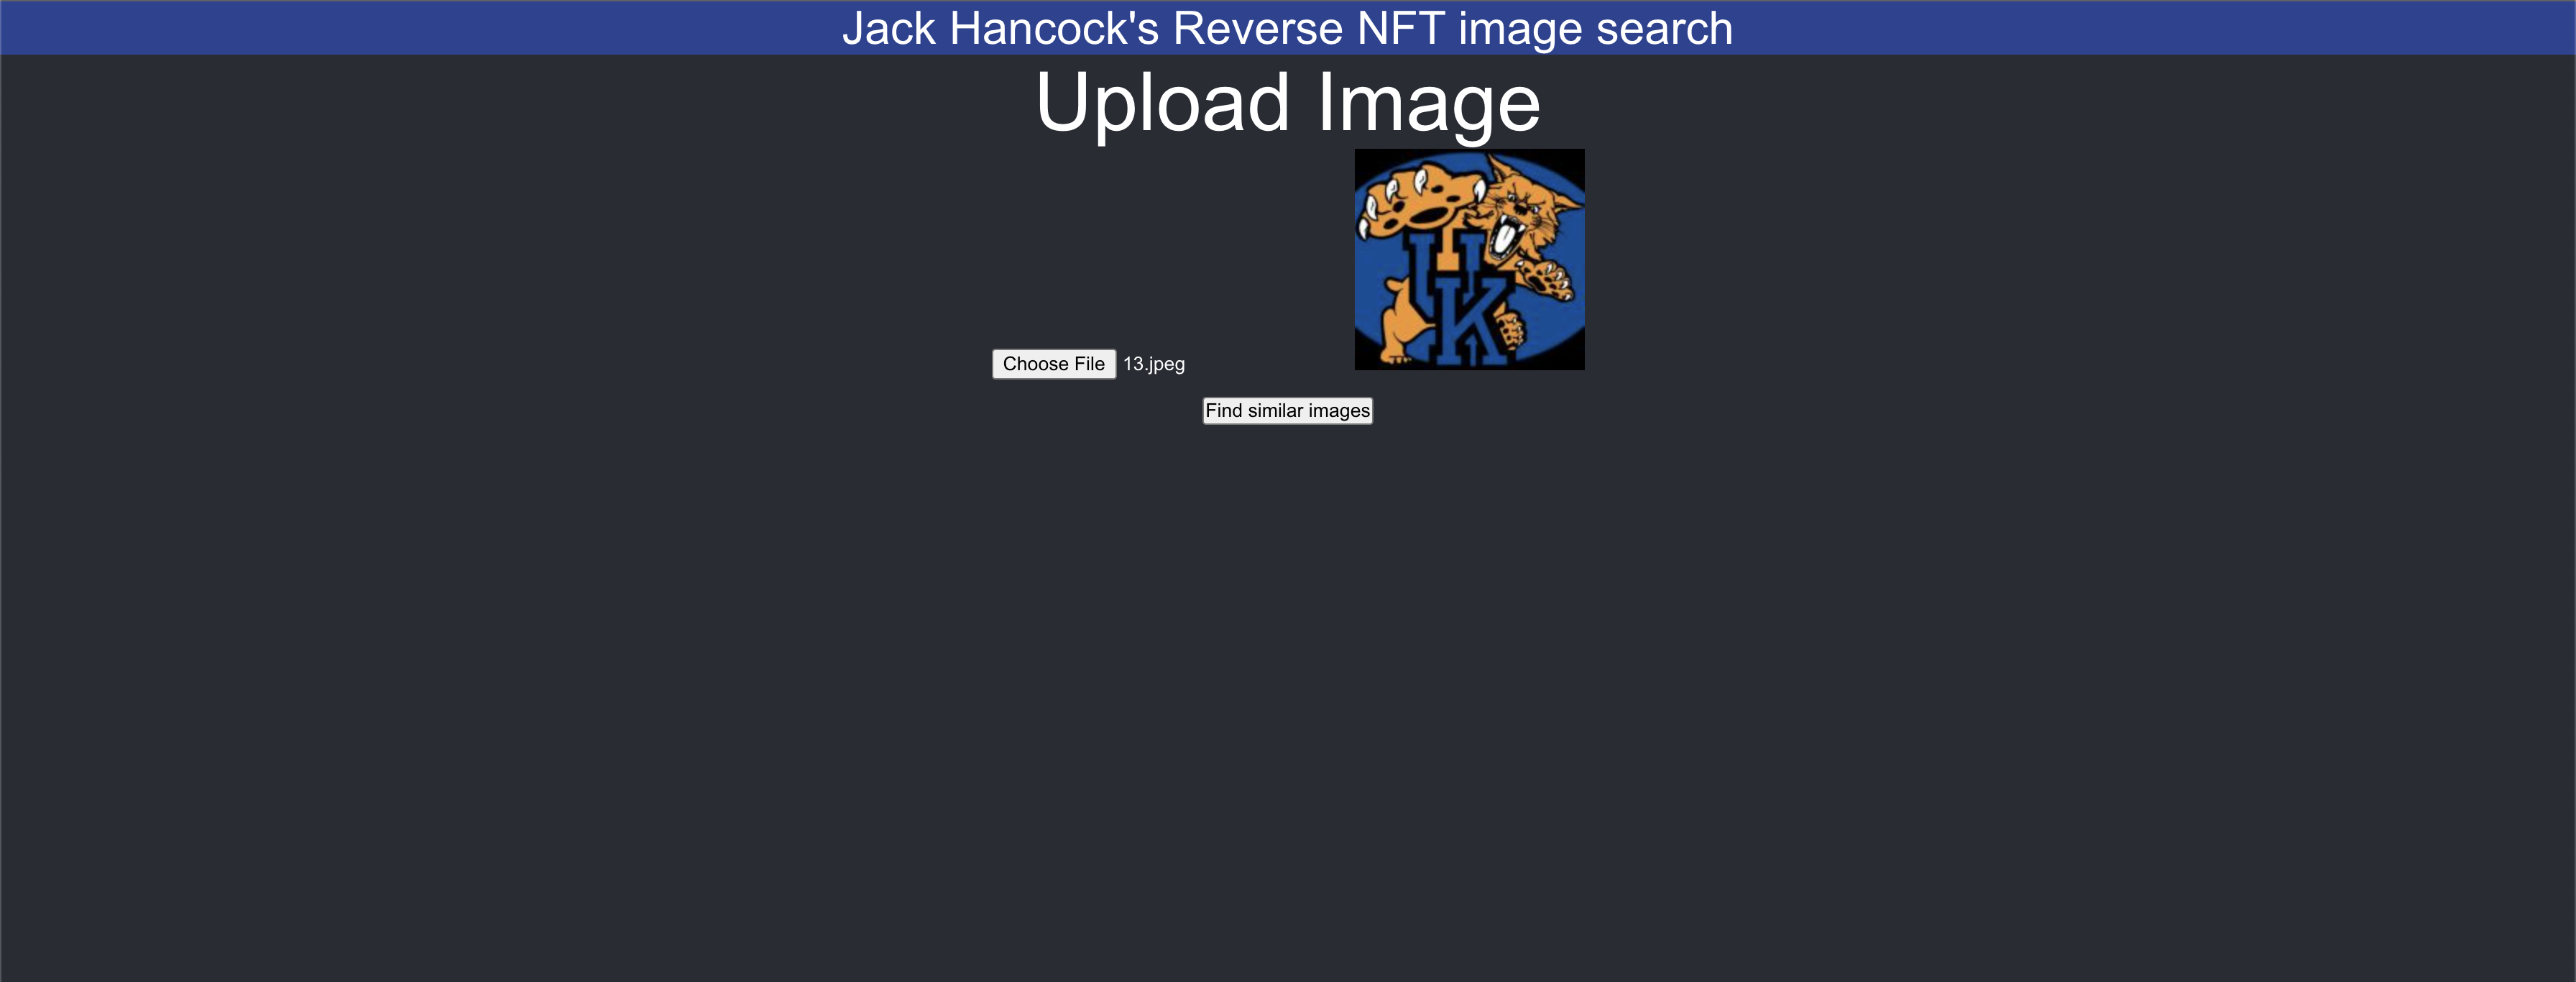 Jack Hancock's Reverse NFT image search
Upload Image
UK
Choose File 13.jpeg
Find similar images